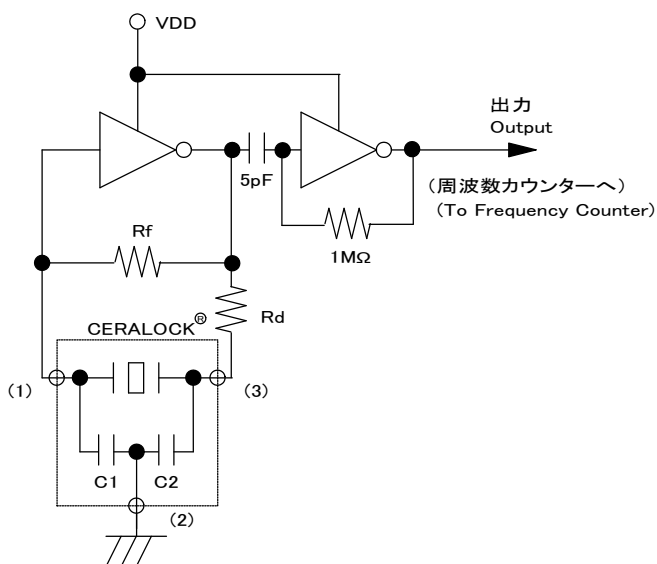 VDD
出力
Output
5pF
(周波数カウンターへ)
(To Frequency Counter)
Rf
1MΩ
Rd
CERALOCK®
(1)
(3)
C1
C2
(2)